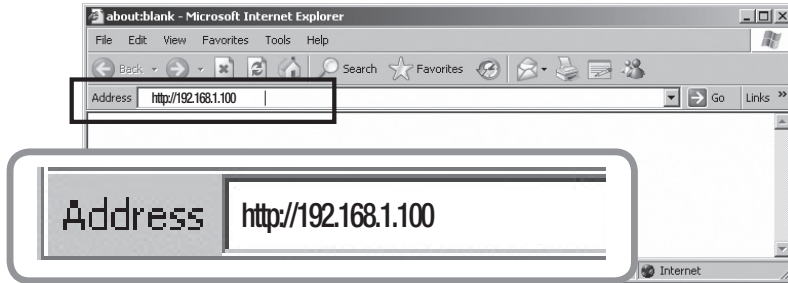 about:blank - Microsoft Internet Explorer
File Edit View Favorites Tools Help
Back Search Favorites
Address http://192.168.1.100 Go Links »
Address http://192.168.1.100
Internet